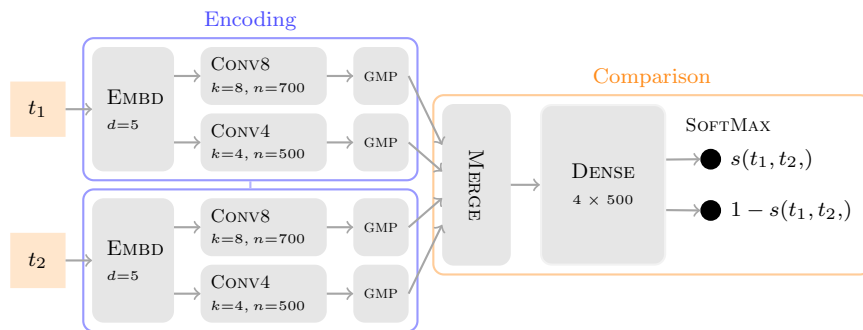 Encoding
t₁
EMBD
d=5
CONV8
k=8, n=700
GMP
CONV4
k=4, n=500
GMP
t₂
EMBD
d=5
CONV8
k=8, n=700
GMP
CONV4
k=4, n=500
GMP
Comparison
MERGE
DENSE
4 × 500
SOFTMAX
s(t₁, t₂,)
1 − s(t₁, t₂,)